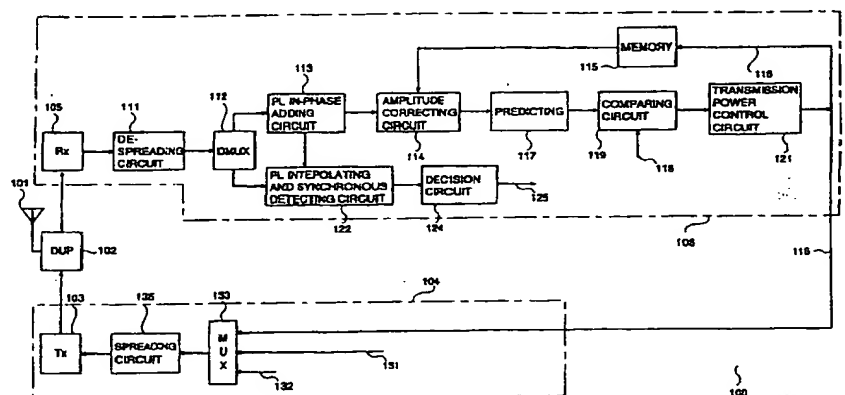 113
MEMORY
115
116
105
111
112
PL IN-PHASE
ADDING
CIRCUIT
AMPLITUDE
CORRECTING
CIRCUIT
PREDICTING
COMPARING
CIRCUIT
TRANSMISSION
POWER
CONTROL
CIRCUIT
Rx
DE-
SPREADING
CIRCUIT
DMUX
114
117
119
118
121
101
PL INTEPOLATING
AND SYNCHRONOUS
DETECTING CIRCUIT
DECISION
CIRCUIT
125
122
124
DUP
102
108
116
104
103
135
133
Tx
SPREADING
CIRCUIT
MUX
131
132
100